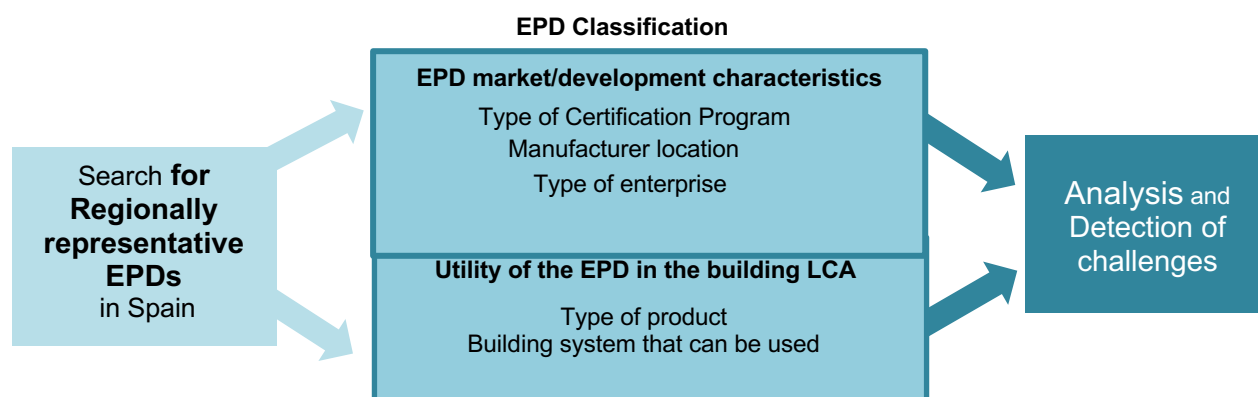 EPD Classification
Search for
Regionally
representative
EPDs
in Spain
EPD market/development characteristics
Type of Certification Program
Manufacturer location
Type of enterprise
Utility of the EPD in the building LCA
Type of product
Building system that can be used
Analysis and
Detection of
challenges